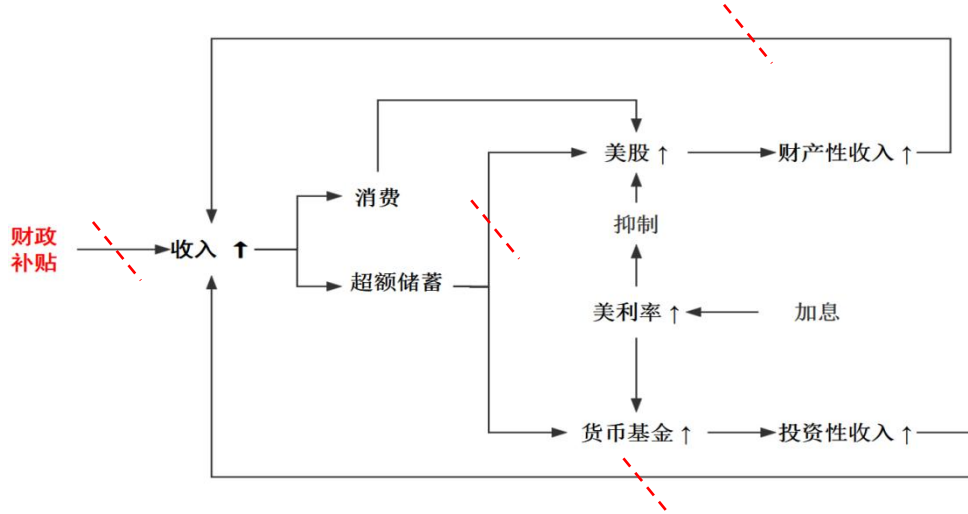 美股 ↑
财产性收入 ↑
消费
抑制
财政
补贴
收入 ↑
超额储蓄
美利率 ↑
加息
货币基金 ↑
投资性收入 ↑